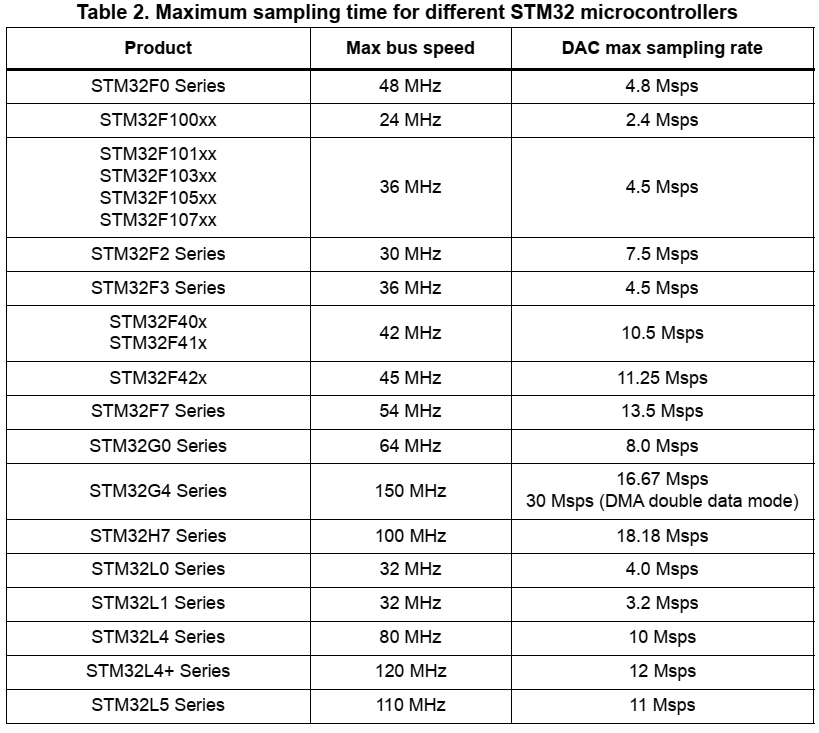 Table 2. Maximum sampling time for different STM32 microcontrollers
Product Max bus speed DAC max sampling rate
STM32F0 Series 48 MHz 4.8 Msps
STM32F100xx 24 MHz 2.4 Msps
STM32F101xx
STM32F103xx
STM32F105xx
STM32F107xx
36 MHz 4.5 Msps
STM32F2 Series 30 MHz 7.5 Msps
STM32F3 Series 36 MHz 4.5 Msps
STM32F40x
STM32F41x
42 MHz 10.5 Msps
STM32F42x 45 MHz 11.25 Msps
STM32F7 Series 54 MHz 13.5 Msps
STM32G0 Series 64 MHz 8.0 Msps
STM32G4 Series 150 MHz 16.67 Msps
30 Msps (DMA double data mode)
STM32H7 Series 100 MHz 18.18 Msps
STM32L0 Series 32 MHz 4.0 Msps
STM32L1 Series 32 MHz 3.2 Msps
STM32L4 Series 80 MHz 10 Msps
STM32L4+ Series 120 MHz 12 Msps
STM32L5 Series 110 MHz 11 Msps